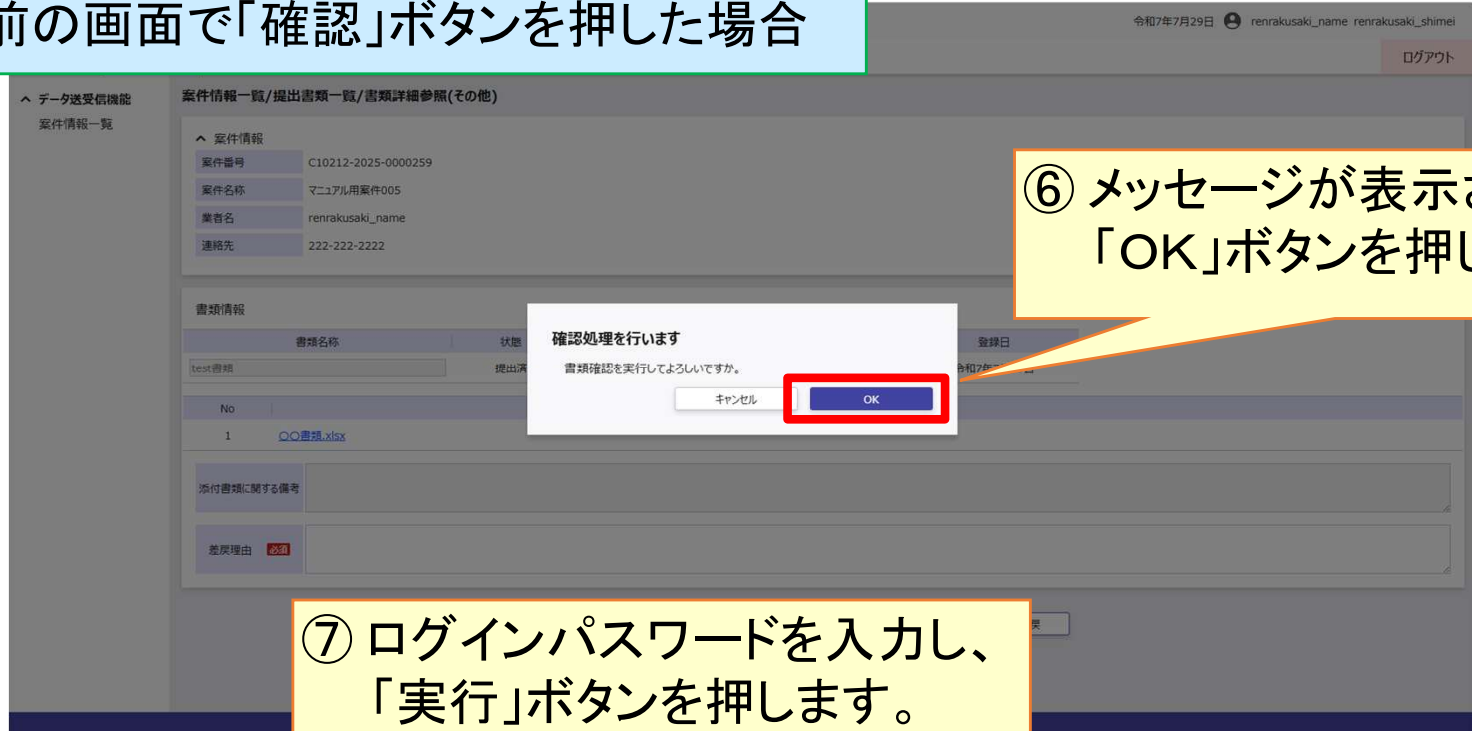 前の画面で「確認」ボタンを押した場合
令和7年7月29日 renrakusaki_name renrakusaki_shimei
ログアウト
データ送受信機能
案件情報一覧
案件情報一覧/提出書類一覧/書類詳細参照(その他)
案件情報
案件番号 C10212-2025-0000259
案件名称 マニュアル用案件005
業者名 renrakusaki_name
連絡先 222-222-2222
⑥ メッセージが表示さ
「OK」ボタンを押し
書類情報
書類名称 状態 登録日
test書類 提出済
確認処理を行います
書類確認を実行してよろしいですか。
キャンセル OK
No
1 〇〇書類.xlsx
添付書類に関する備考
差戻理由 必須
⑦ ログインパスワードを入力し、
「実行」ボタンを押します。